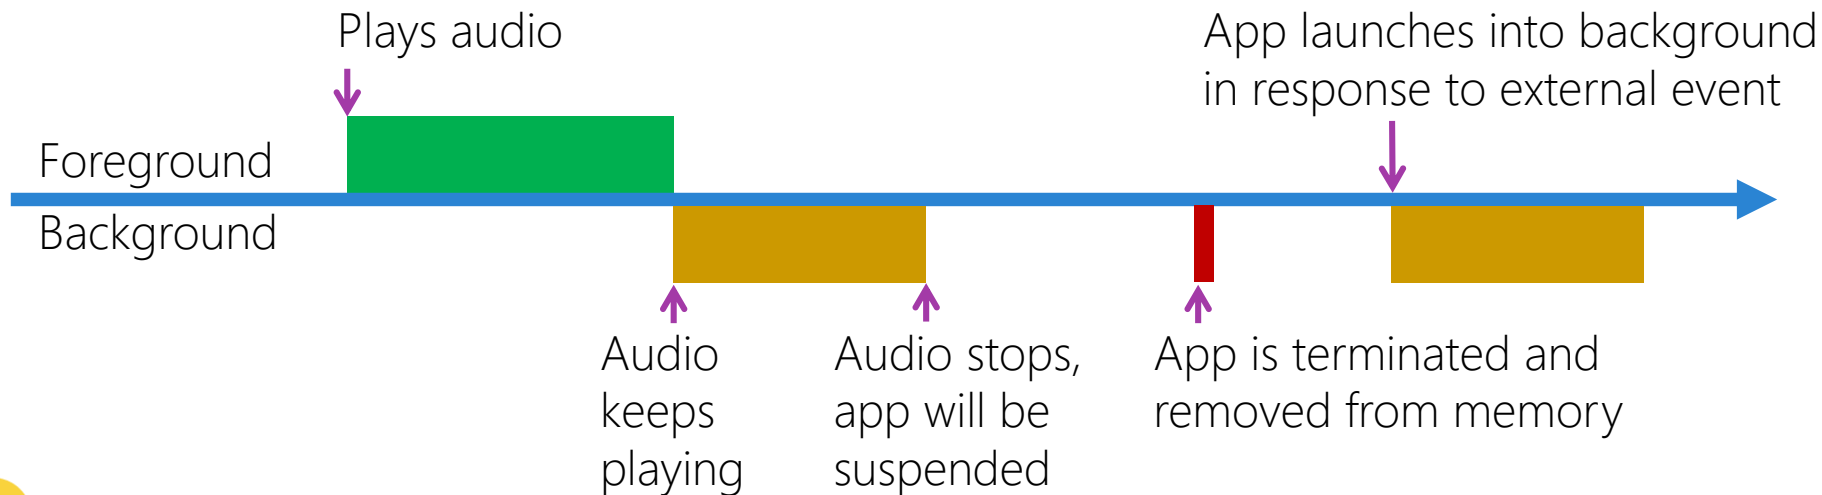 Plays audio
App launches into background
in response to external event
Foreground
Background
Audio
keeps
playing
Audio stops,
app will be
suspended
App is terminated and
removed from memory